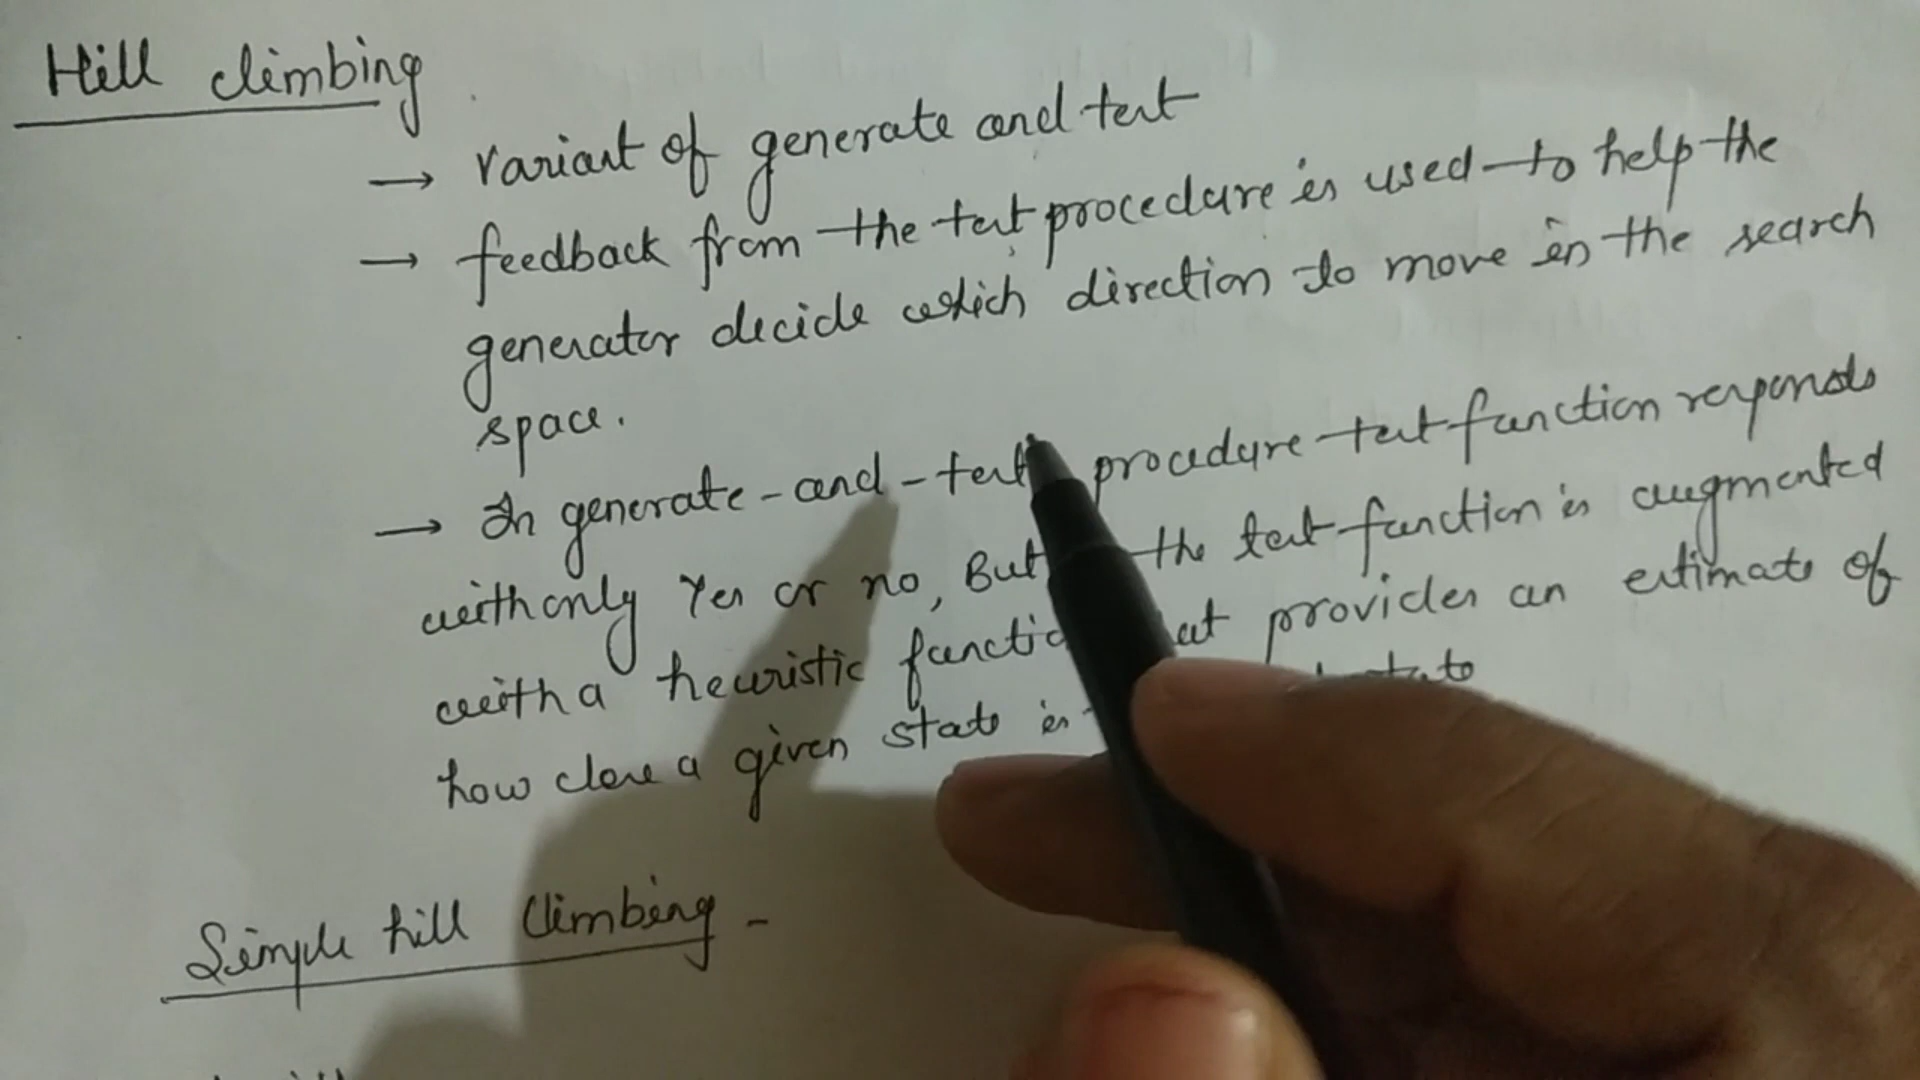 Hill climbing
→ variant of generate and test
→ feedback from the test procedure is used to help the
generator decide which direction to move in the search
space.
→ In generate-and-test procedure test function responds
with only Yes or no, But the test function is augmented
with a heuristic provides an estimate of
how close a given state is state
Simple hill Climbing -